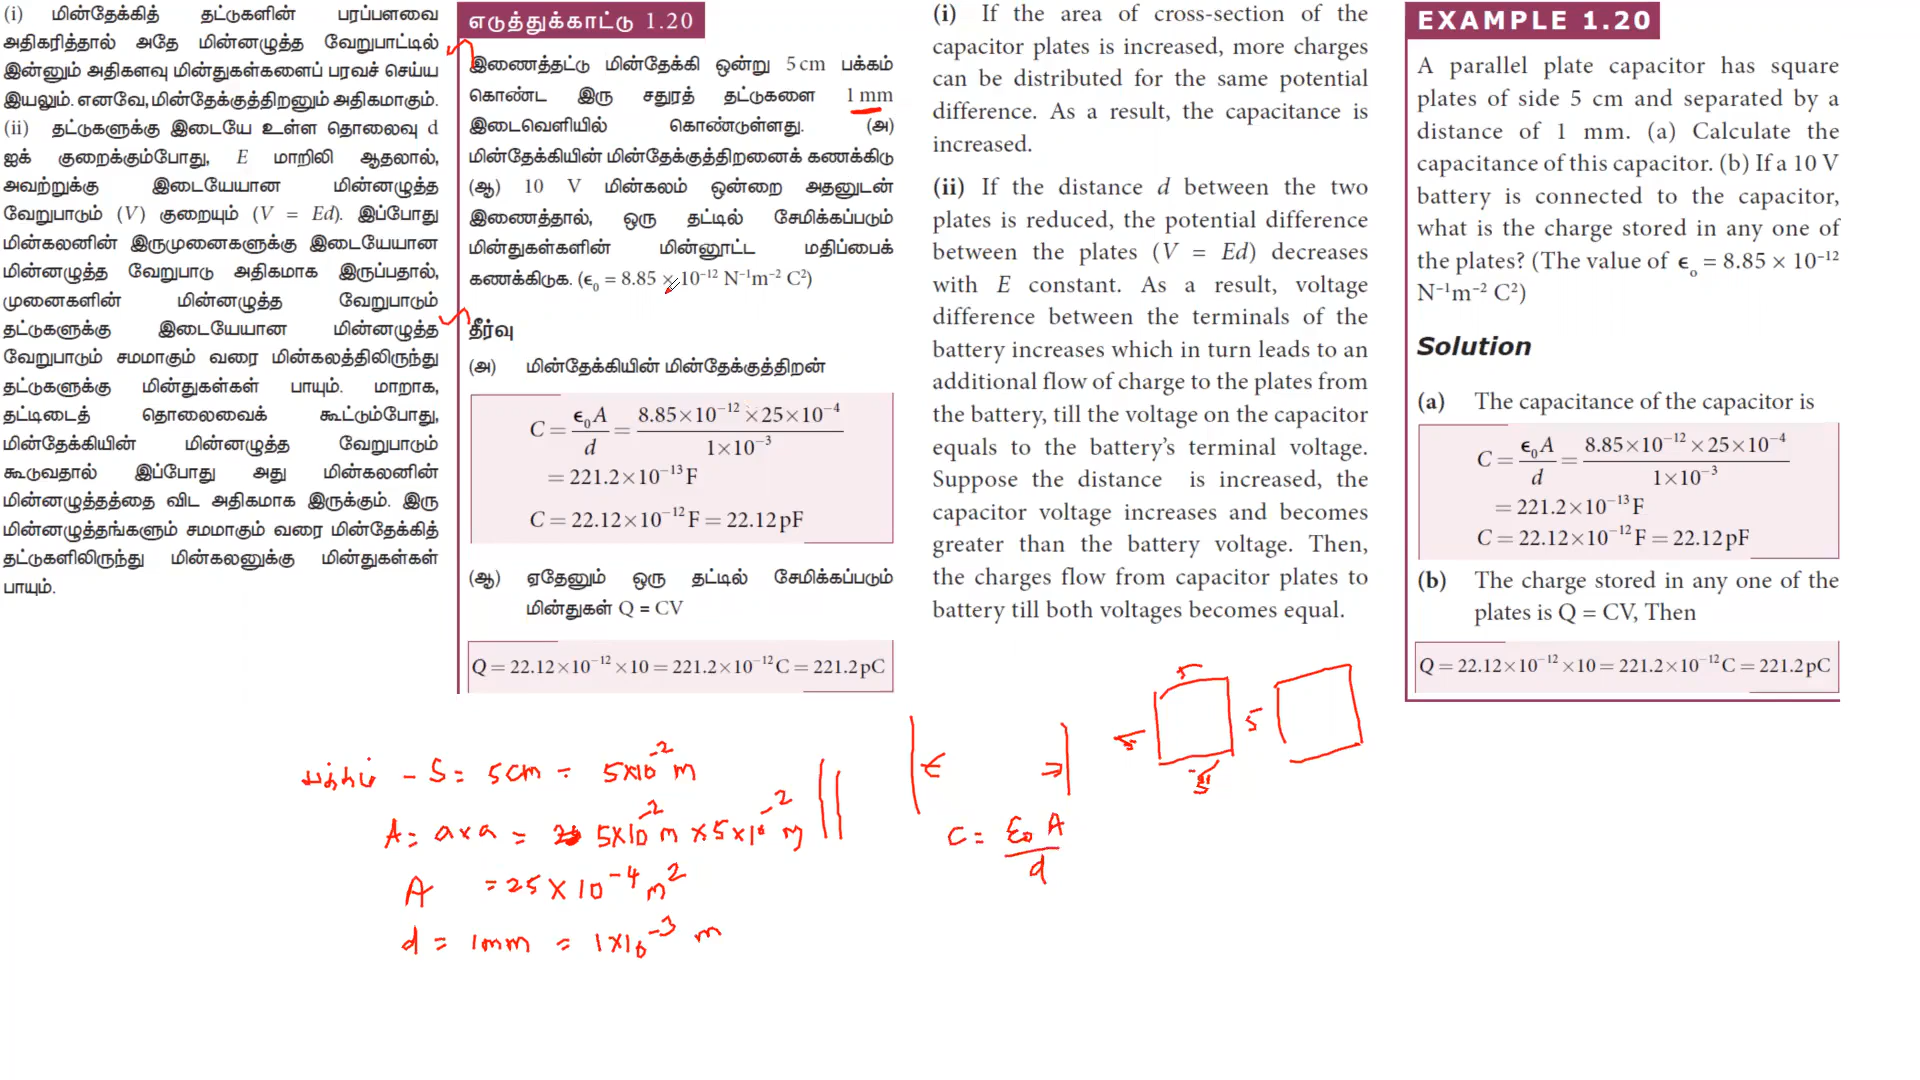 (i) மின்தேக்கித் தட்டுகளின் பரப்பளவை
அதிகரித்தால் அதே மின்னழுத்த வேறுபாட்டில்
இன்னும் அதிகளவு மின்துகள்களைப் பரவச் செய்ய
இயலும். எனவே, மின்தேக்குத்திறனும் அதிகமாகும்.
(ii) தட்டுகளுக்கு இடையே உள்ள தொலைவு d
ஐக் குறைக்கும்போது, E மாறிலி ஆதலால்,
அவற்றுக்கு இடையேயான மின்னழுத்த
வேறுபாடும் (V) குறையும் (V = Ed). இப்போது
மின்கலனின் இருமுனைகளுக்கு இடையேயான
மின்னழுத்த வேறுபாடு அதிகமாக இருப்பதால்,
முனைகளின் மின்னழுத்த வேறுபாடும்
தட்டுகளுக்கு இடையேயான மின்னழுத்த
வேறுபாடும் சமமாகும் வரை மின்கலத்திலிருந்து
தட்டுகளுக்கு மின்துகள்கள் பாயும். மாறாக,
தட்டிடைத் தொலைவைக் கூட்டும்போது,
மின்தேக்கியின் மின்னழுத்த வேறுபாடும்
கூடுவதால் இப்போது அது மின்கலனின்
மின்னழுத்தத்தை விட அதிகமாக இருக்கும். இரு
மின்னழுத்தங்களும் சமமாகும் வரை மின்தேக்கித்
தட்டுகளிலிருந்து மின்கலனுக்கு மின்துகள்கள்
பாயும்.
எடுத்துக்காட்டு 1.20
இணைத்தட்டு மின்தேக்கி ஒன்று 5 cm பக்கம்
கொண்ட இரு சதுரத் தட்டுகளை 1 mm
இடைவெளியில் கொண்டுள்ளது. (அ)
மின்தேக்கியின் மின்தேக்குத்திறனைக் கணக்கிடு
(ஆ) 10 V மின்கலம் ஒன்றை அதனுடன்
இணைத்தால், ஒரு தட்டில் சேமிக்கப்படும்
மின்துகள்களின் மின்னூட்ட மதிப்பைக்
கணக்கிடுக. (ϵ₀ = 8.85 × 10⁻¹² N⁻¹m⁻² C²)
தீர்வு
(அ) மின்தேக்கியின் மின்தேக்குத்திறன்
C = ϵ₀A/d = 8.85×10⁻¹²×25×10⁻⁴/1×10⁻³
= 221.2×10⁻¹³ F
C = 22.12×10⁻¹² F = 22.12 pF
(ஆ) ஏதேனும் ஒரு தட்டில் சேமிக்கப்படும்
மின்துகள் Q = CV
Q = 22.12×10⁻¹²×10 = 221.2×10⁻¹² C = 221.2 pC
(i) If the area of cross-section of the
capacitor plates is increased, more charges
can be distributed for the same potential
difference. As a result, the capacitance is
increased.
(ii) If the distance d between the two
plates is reduced, the potential difference
between the plates (V = Ed) decreases
with E constant. As a result, voltage
difference between the terminals of the
battery increases which in turn leads to an
additional flow of charge to the plates from
the battery, till the voltage on the capacitor
equals to the battery's terminal voltage.
Suppose the distance is increased, the
capacitor voltage increases and becomes
greater than the battery voltage. Then,
the charges flow from capacitor plates to
battery till both voltages becomes equal.
EXAMPLE 1.20
A parallel plate capacitor has square
plates of side 5 cm and separated by a
distance of 1 mm. (a) Calculate the
capacitance of this capacitor. (b) If a 10 V
battery is connected to the capacitor,
what is the charge stored in any one of
the plates? (The value of ϵₒ = 8.85 × 10⁻¹²
N⁻¹m⁻² C²)
Solution
(a) The capacitance of the capacitor is
C = ϵ₀A/d = 8.85×10⁻¹²×25×10⁻⁴/1×10⁻³
= 221.2×10⁻¹³ F
C = 22.12×10⁻¹² F = 22.12 pF
(b) The charge stored in any one of the
plates is Q = CV, Then
Q = 22.12×10⁻¹²×10 = 221.2×10⁻¹² C = 221.2 pC
5
5 5
5
- S = 5cm = 5×10⁻² m
A = a×a = 5×10⁻² m × 5×10⁻² m
A = 25 × 10⁻⁴ m²
d = 1mm = 1×10⁻³ m
C = ε₀ A/d